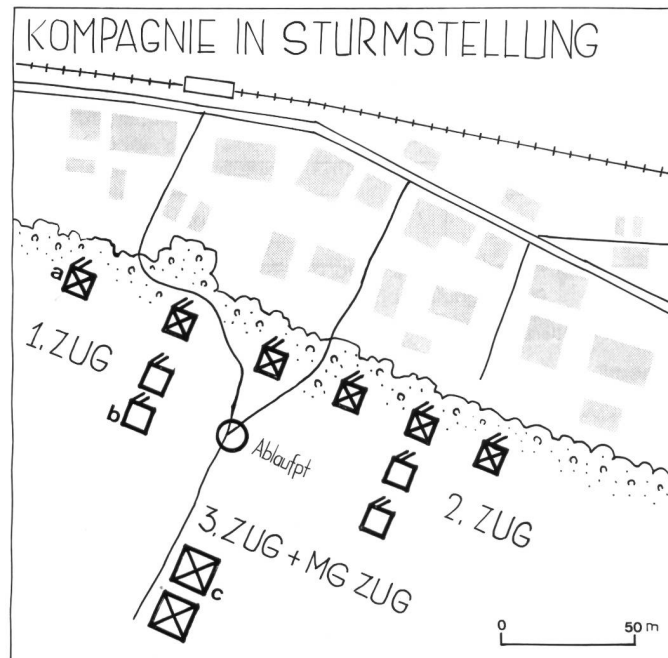 KOMPAGNIE IN STURMSTELLUNG
a
1. ZUG
b
Ablaufpt
2. ZUG
3. ZUG + MG ZUG
c
0 50 m